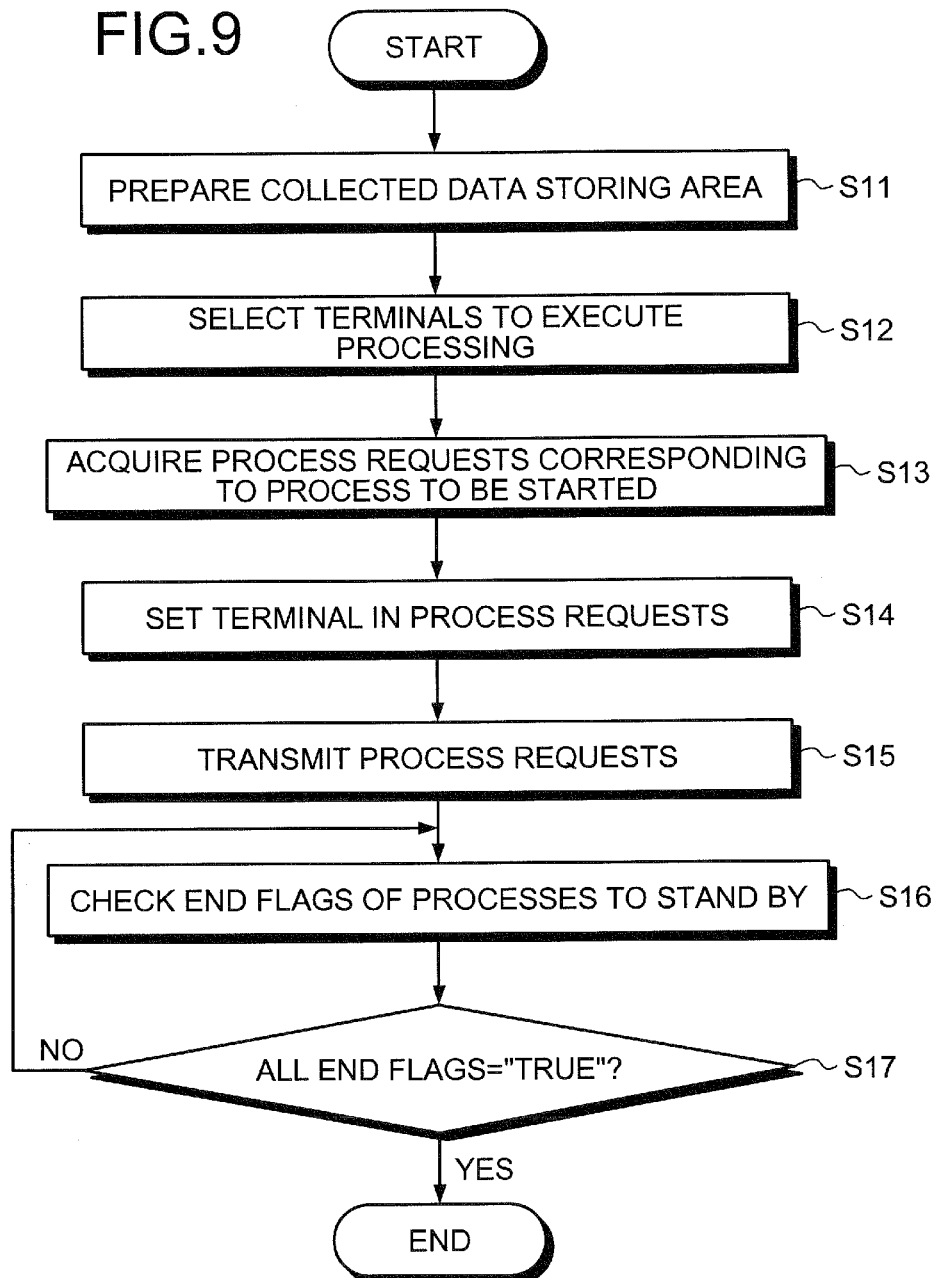 FIG.9
START
PREPARE COLLECTED DATA STORING AREA
S11
SELECT TERMINALS TO EXECUTE
PROCESSING
S12
ACQUIRE PROCESS REQUESTS CORRESPONDING
TO PROCESS TO BE STARTED
S13
SET TERMINAL IN PROCESS REQUESTS
S14
TRANSMIT PROCESS REQUESTS
S15
CHECK END FLAGS OF PROCESSES TO STAND BY
S16
NO
ALL END FLAGS="TRUE"?
S17
YES
END